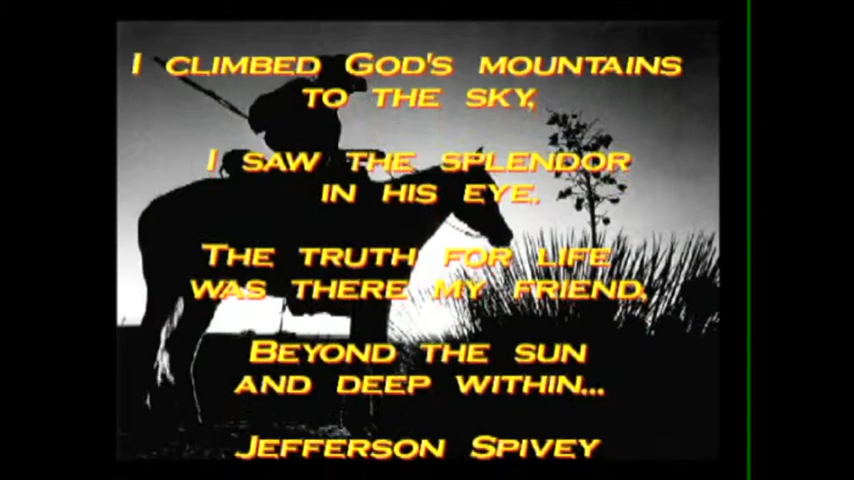 I CLIMBED GOD'S MOUNTAINS
TO THE SKY,
I SAW THE SPLENDOR
IN HIS EYE.
THE TRUTH FOR LIFE
WAS THERE MY FRIEND,
BEYOND THE SUN
AND DEEP WITHIN...
JEFFERSON SPIVEY